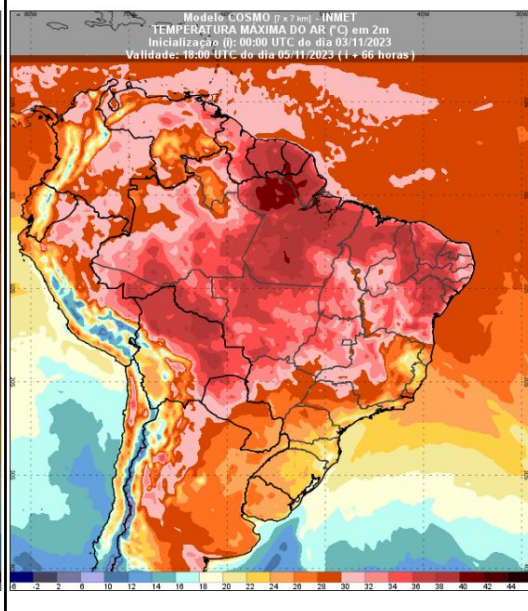 Modelo COSMO [7 x 7 km] - INMET
TEMPERATURA MÁXIMA DO AR (°C) em 2m
Inicialização (i): 00:00 UTC do dia 03/11/2023
Validade: 18:00 UTC do dia 05/11/2023 ( i + 66 horas )
-6 -2 2 6 10 12 14 16 18 20 22 24 26 28 30 32 34 36 38 40 42 44